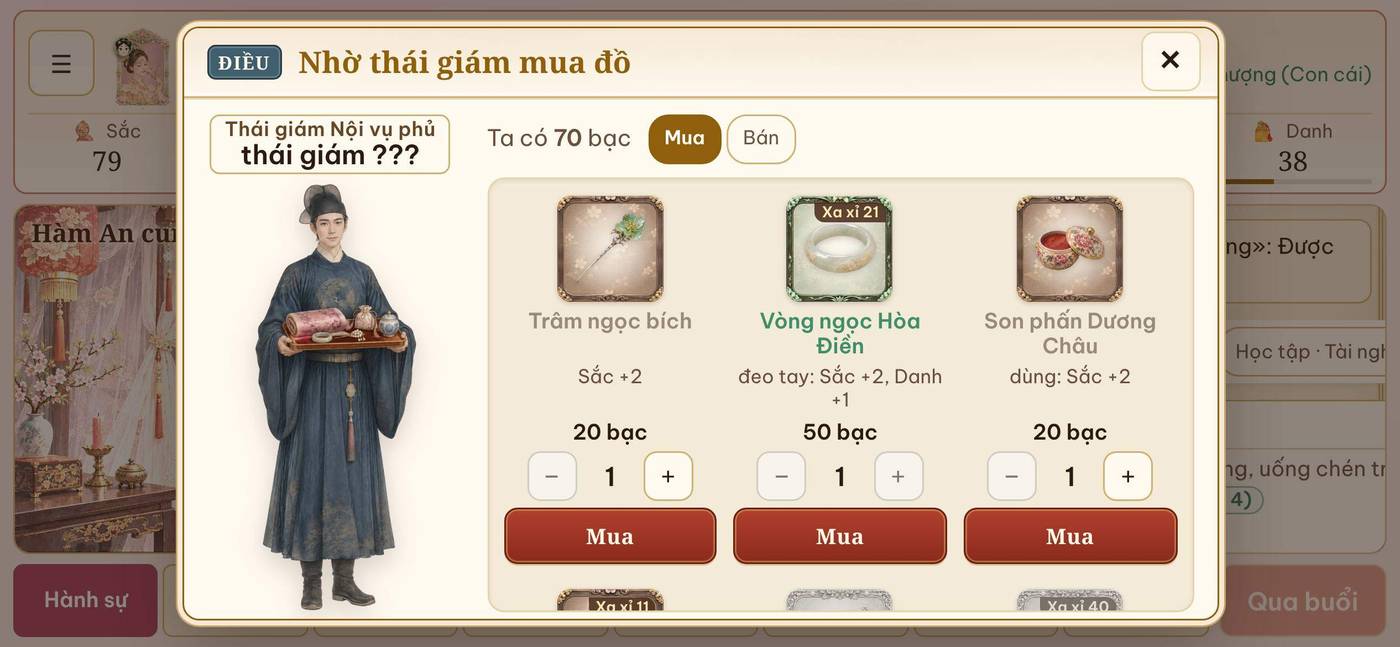 ☰
Sắc
79
ượng (Con cái)
Danh
38
ĐIỀU Nhờ thái giám mua đồ ✕
Thái giám Nội vụ phủ
thái giám ???
Ta có 70 bạc Mua Bán
Xa xỉ 21
Trâm ngọc bích
Sắc +2
20 bạc
− 1 +
Mua
Vòng ngọc Hòa
Điền
đeo tay: Sắc +2, Danh
+1
50 bạc
− 1 +
Mua
Son phấn Dương
Châu
dùng: Sắc +2
20 bạc
− 1 +
Mua
Xa xỉ 11
Xa xỉ 40
Hàm An cu
ng»: Được
Học tập · Tài ngh
ng, uống chén tr
4)
Hành sự
Qua buổi